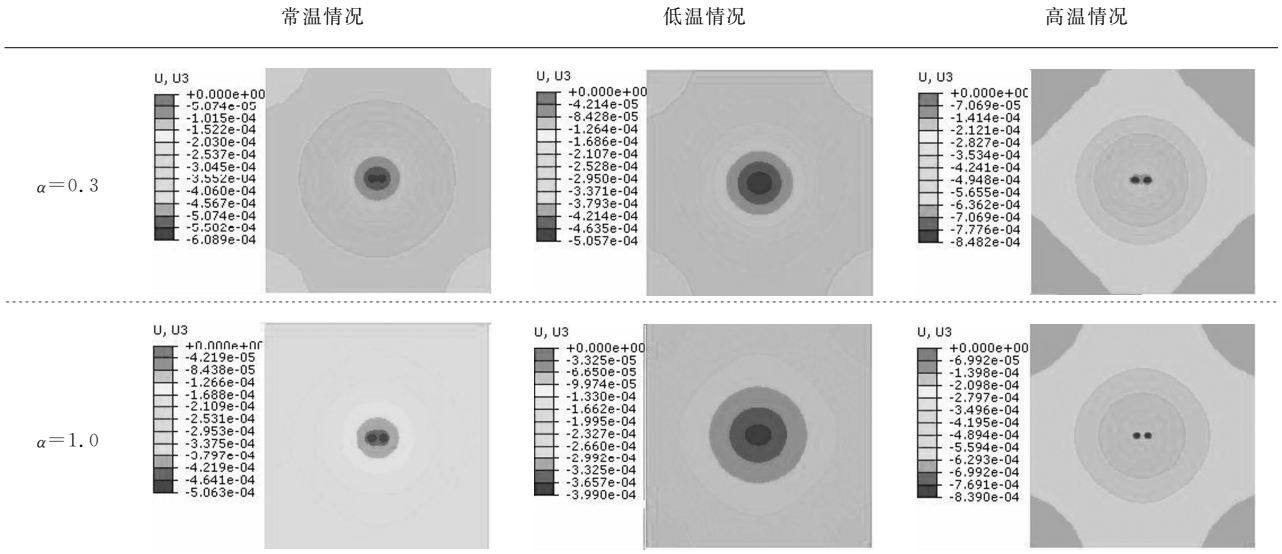 常温情况
低温情况
高温情况
α=0.3
U, U3
+0.000e+00
-5.074e-05
-1.015e-04
-1.522e-04
-2.030e-04
-2.537e-04
-3.045e-04
-3.552e-04
-4.060e-04
-4.567e-04
-5.074e-04
-5.502e-04
-6.089e-04
U, U3
+0.000e+00
-4.214e-05
-8.428e-05
-1.264e-04
-1.686e-04
-2.107e-04
-2.528e-04
-2.950e-04
-3.371e-04
-3.793e-04
-4.214e-04
-4.635e-04
-5.057e-04
U, U3
+0.000e+00
-7.069e-05
-1.414e-04
-2.121e-04
-2.827e-04
-3.534e-04
-4.241e-04
-4.948e-04
-5.655e-04
-6.362e-04
-7.069e-04
-7.776e-04
-8.482e-04
α=1.0
U, U3
+0.000e+00
-4.219e-05
-8.438e-05
-1.266e-04
-1.688e-04
-2.109e-04
-2.531e-04
-2.953e-04
-3.375e-04
-3.797e-04
-4.219e-04
-4.641e-04
-5.063e-04
U, U3
+0.000e+00
-3.325e-05
-6.650e-05
-9.974e-05
-1.330e-04
-1.662e-04
-1.995e-04
-2.327e-04
-2.660e-04
-2.992e-04
-3.325e-04
-3.657e-04
-3.990e-04
U, U3
+0.000e+00
-6.992e-05
-1.398e-04
-2.098e-04
-2.797e-04
-3.496e-04
-4.195e-04
-4.894e-04
-5.594e-04
-6.293e-04
-6.992e-04
-7.691e-04
-8.390e-04